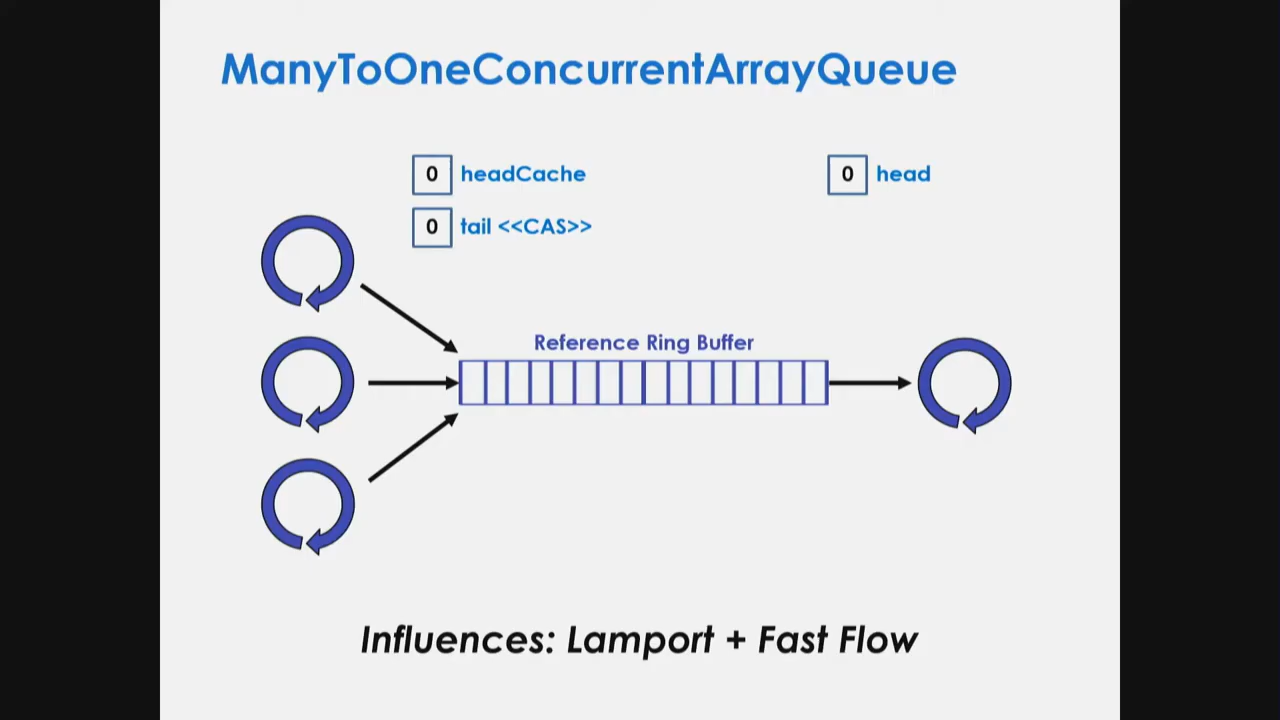 ManyToOneConcurrentArrayQueue
0 headCache
0 head
0 tail <<CAS>>
Reference Ring Buffer
Influences: Lamport + Fast Flow